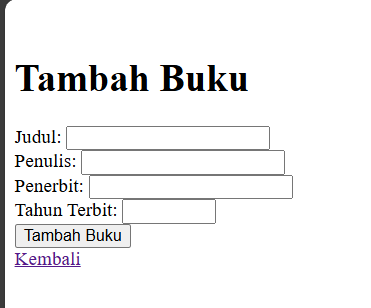 Tambah Buku
Judul:
Penulis:
Penerbit:
Tahun Terbit:
Tambah Buku
Kembali